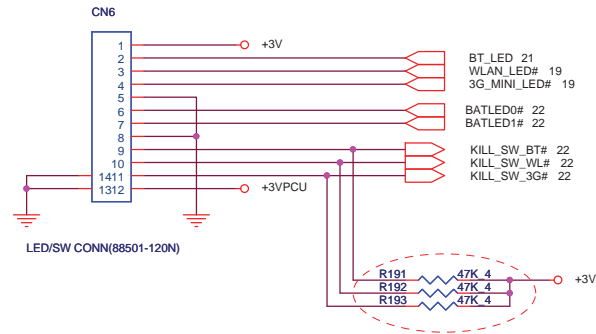 CN6
1 +3V
2 BT_LED 21
3 WLAN_LED# 19
4 3G_MINI_LED# 19
5
6 BATLED0# 22
7 BATLED1# 22
8
9 KILL_SW_BT# 22
10 KILL_SW_WL# 22
1411 KILL_SW_3G# 22
1312 +3VPCU
LED/SW CONN(88501-120N)
R191 47K_4 +3V
R192 47K_4
R193 47K_4